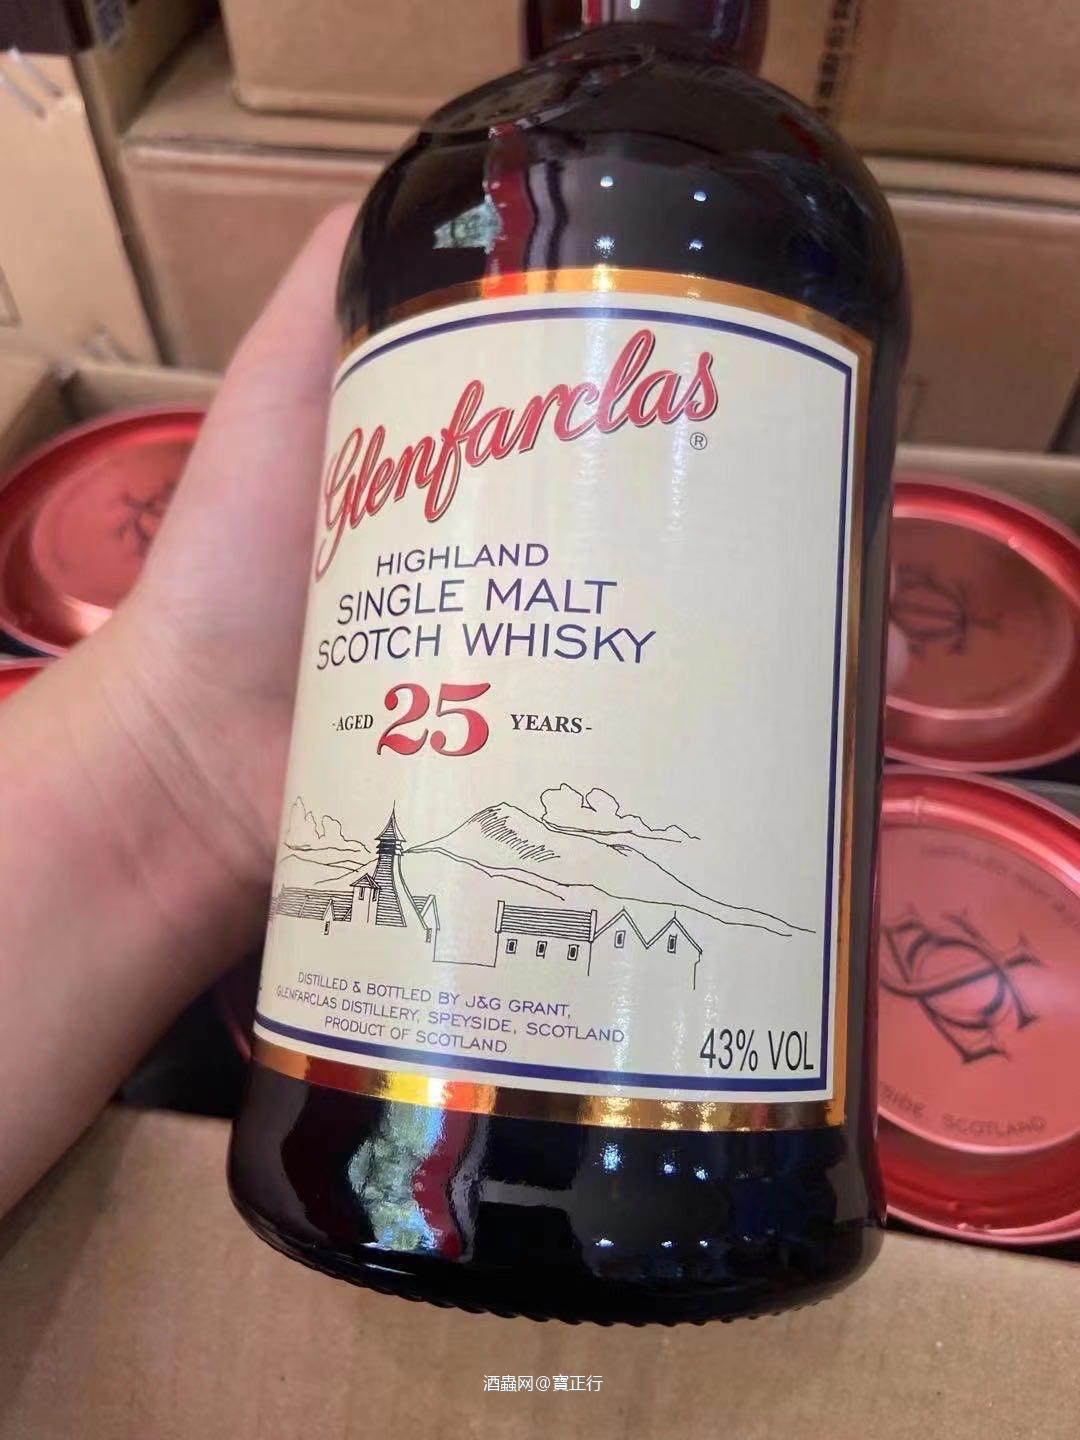 Glenfarclas
®
HIGHLAND
SINGLE MALT
SCOTCH WHISKY
-AGED 25 YEARS-
DISTILLED & BOTTLED BY J&G GRANT,
GLENFARCLAS DISTILLERY, SPEYSIDE, SCOTLAND
PRODUCT OF SCOTLAND
43% VOL
SCOTLAND
酒蟲网@寶正行